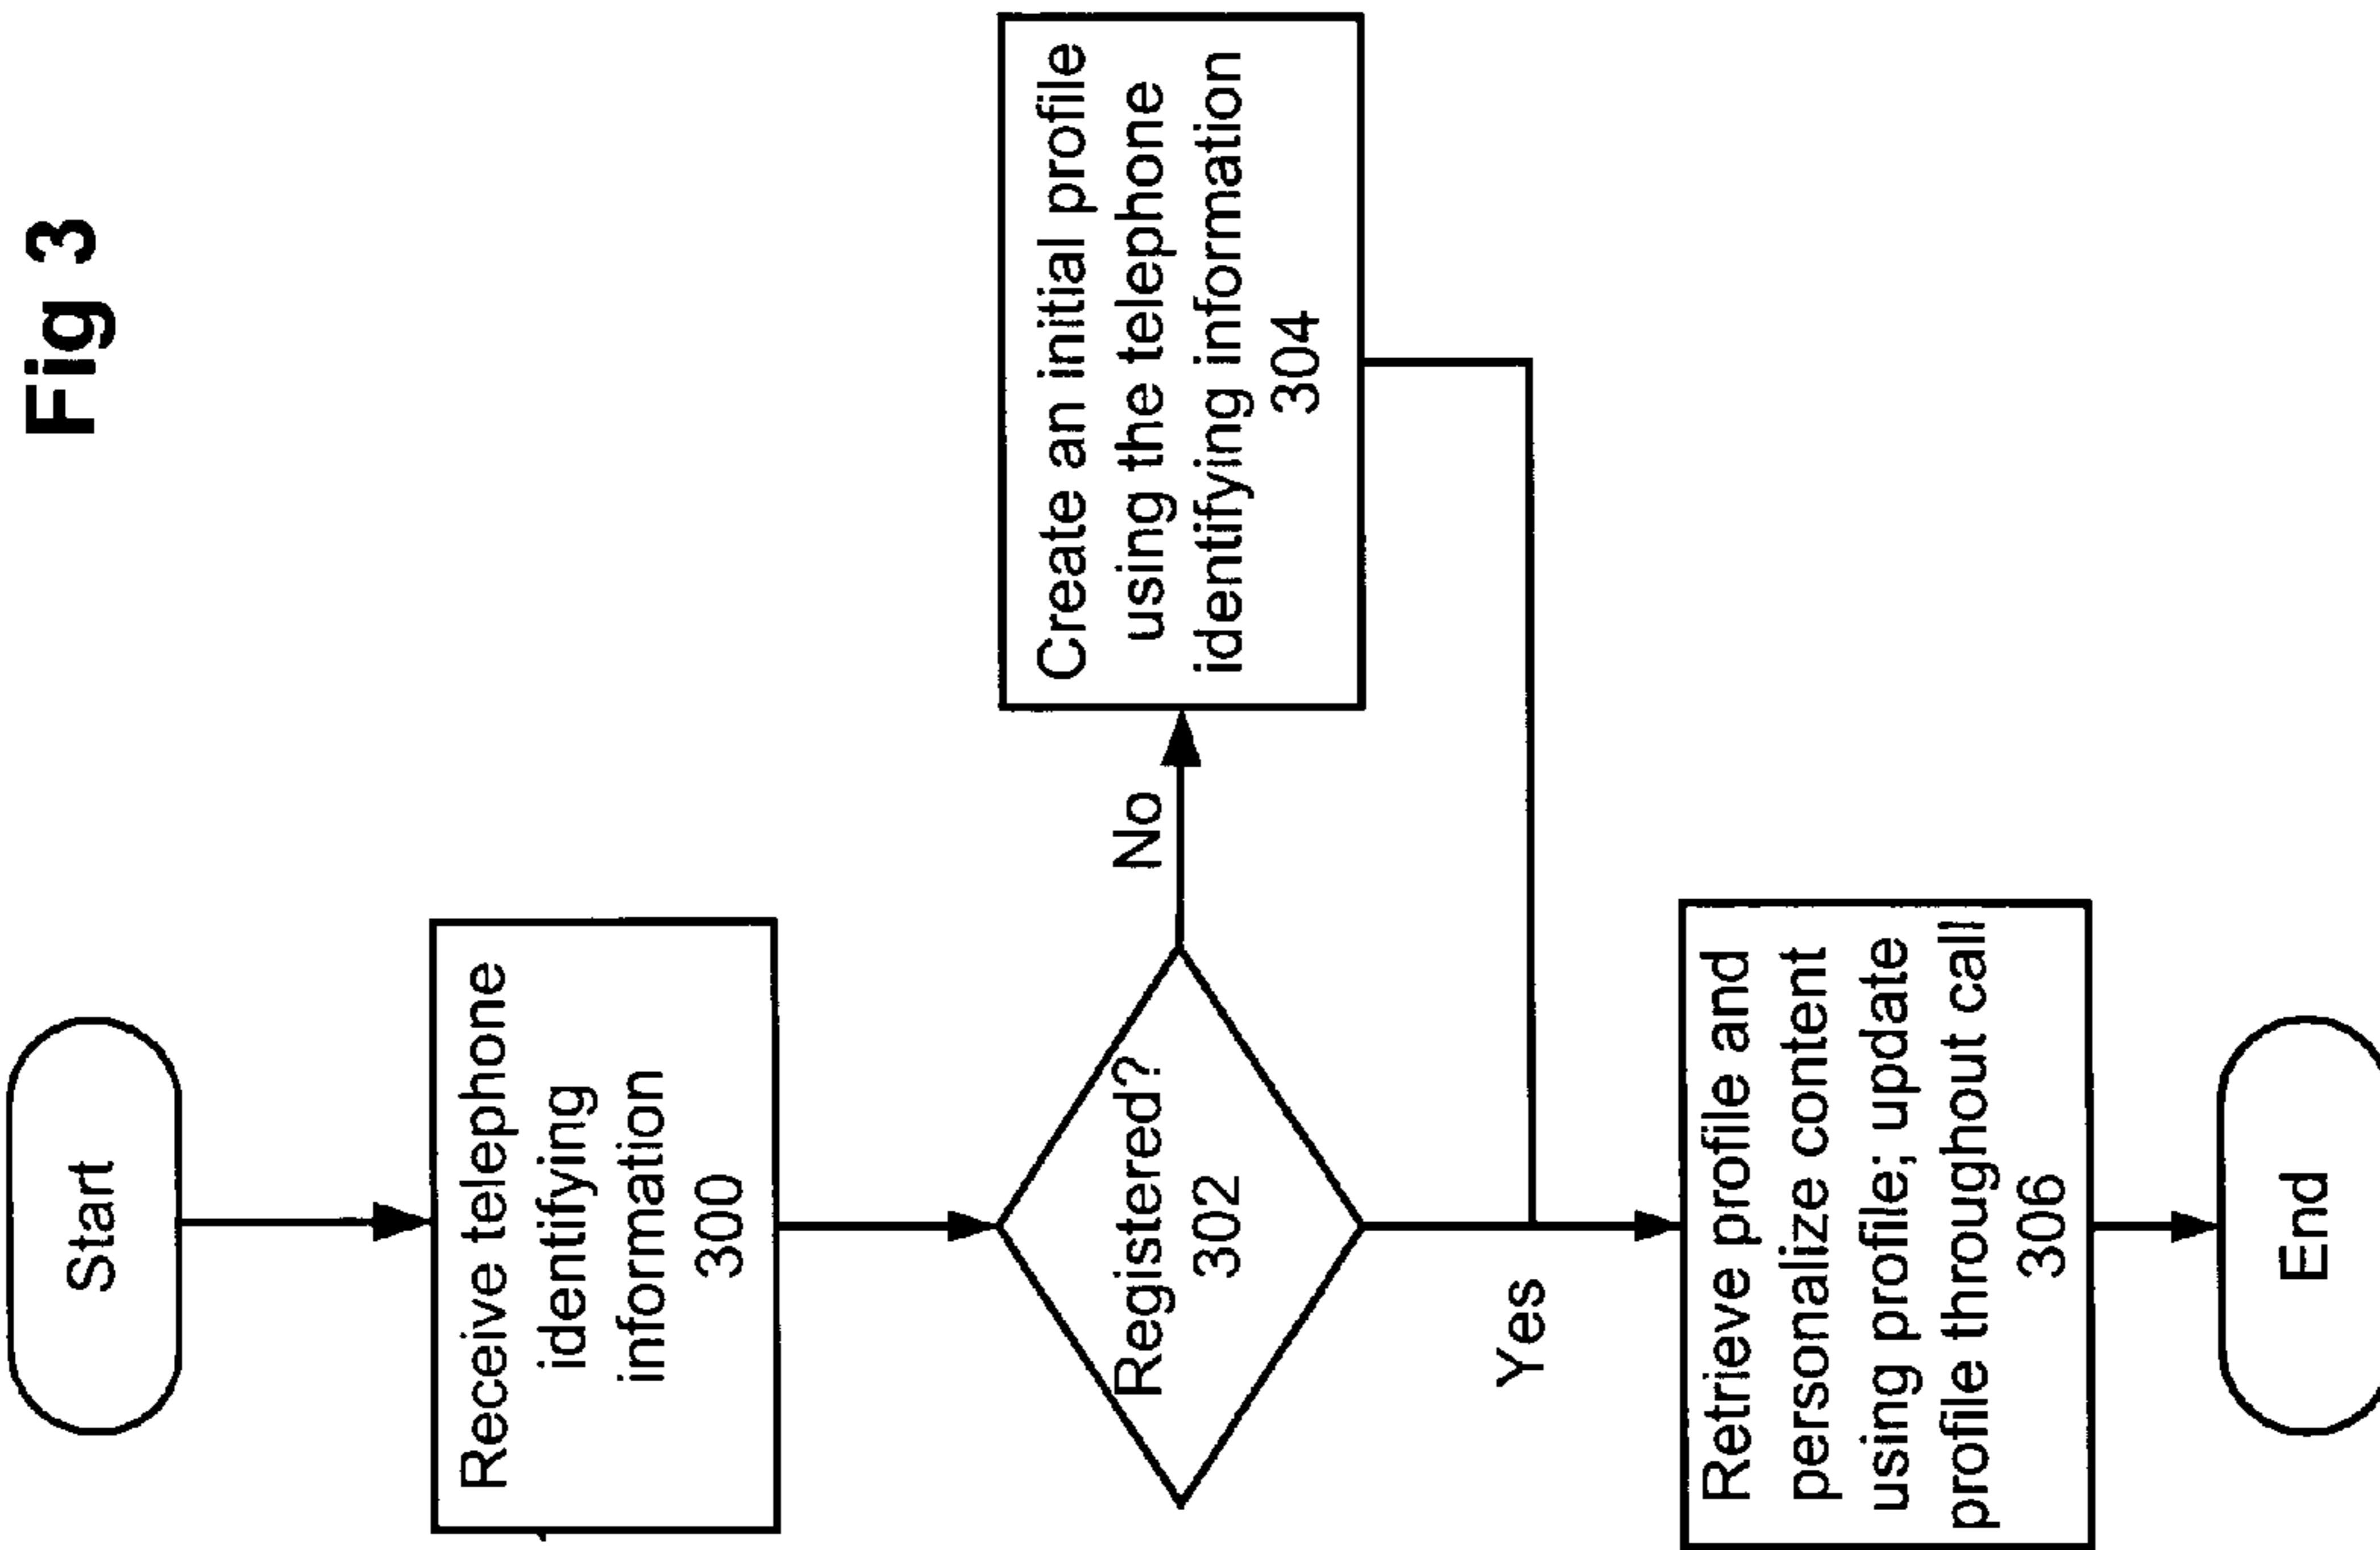 Fig 3
Start
Receive telephone
identifying
information
300
Registered?
302
No
Create an initial profile
using the telephone
identifying information
304
Yes
Retrieve profile and
personalize content
using profile; update
profile throughout call
306
End